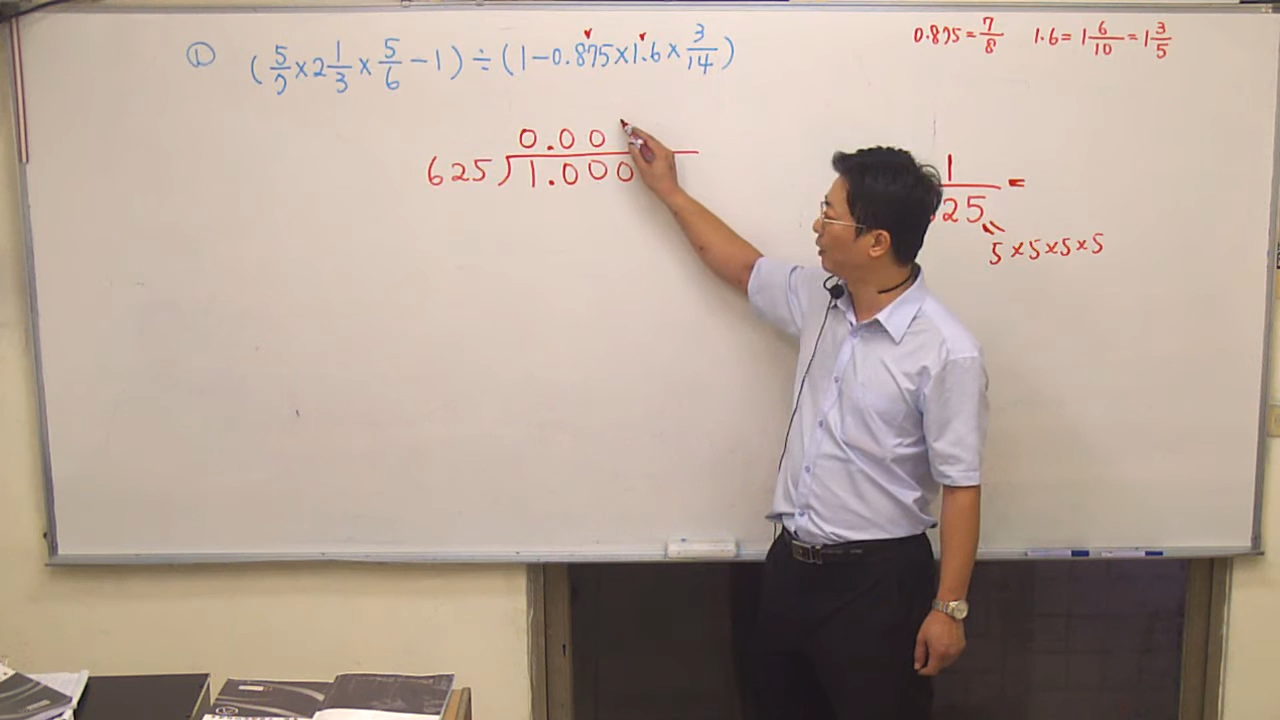 ① (5/9 × 2 1/3 × 5/6 − 1) ÷ (1 − 0.875 × 1.6 × 3/14)
0.875 = 7/8 1.6 = 1 6/10 = 1 3/5
0.00
625 ) 1.000
1/25 =
5×5×5×5